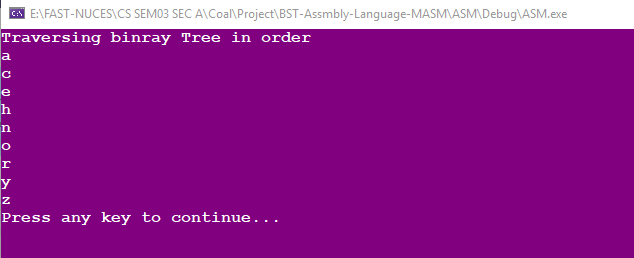 E:\FAST-NUCES\CS SEM03 SEC A\Coal\Project\BST-Assmbly-Language-MASM\ASM\Debug\ASM.exe
Traversing binray Tree in order
a
c
e
h
n
o
r
y
z
Press any key to continue...